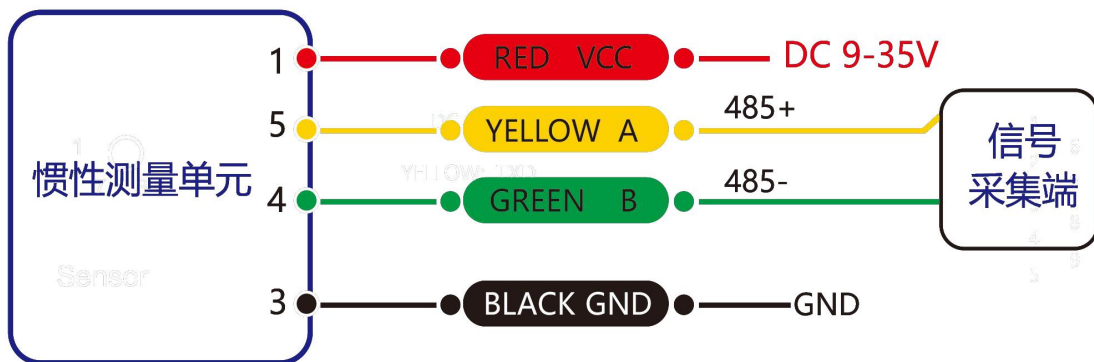 1 RED VCC DC 9-35V
5 YELLOW A 485+
惯性测量单元
4 GREEN B 485-
信号
采集端
Sensor
3 BLACK GND GND